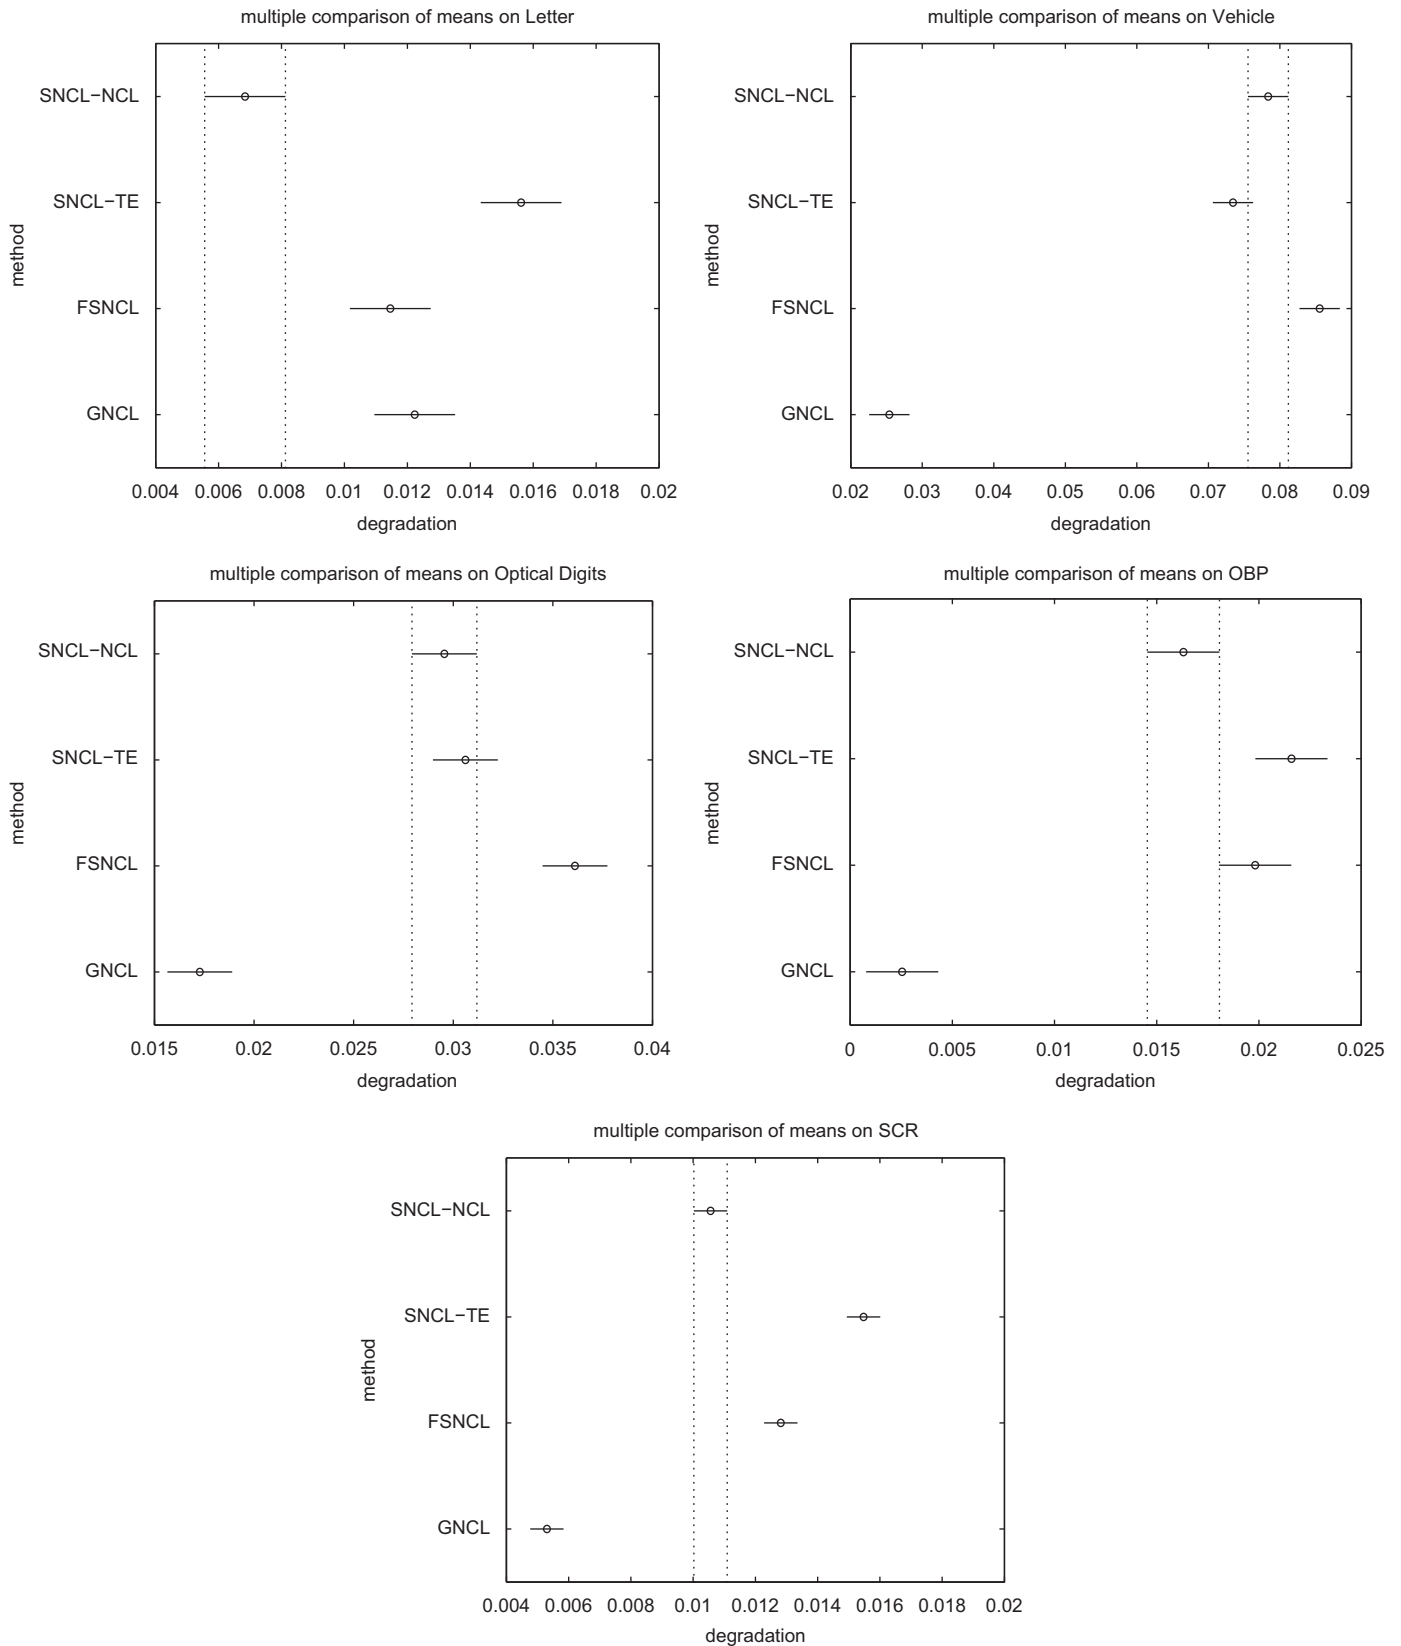 multiple comparison of means on Letter
SNCL−NCL
SNCL−TE
FSNCL
GNCL
method
0.004 0.006 0.008 0.01 0.012 0.014 0.016 0.018 0.02
degradation
multiple comparison of means on Vehicle
SNCL−NCL
SNCL−TE
FSNCL
GNCL
method
0.02 0.03 0.04 0.05 0.06 0.07 0.08 0.09
degradation
multiple comparison of means on Optical Digits
SNCL−NCL
SNCL−TE
FSNCL
GNCL
method
0.015 0.02 0.025 0.03 0.035 0.04
degradation
multiple comparison of means on OBP
SNCL−NCL
SNCL−TE
FSNCL
GNCL
method
0 0.005 0.01 0.015 0.02 0.025
degradation
multiple comparison of means on SCR
SNCL−NCL
SNCL−TE
FSNCL
GNCL
method
0.004 0.006 0.008 0.01 0.012 0.014 0.016 0.018 0.02
degradation